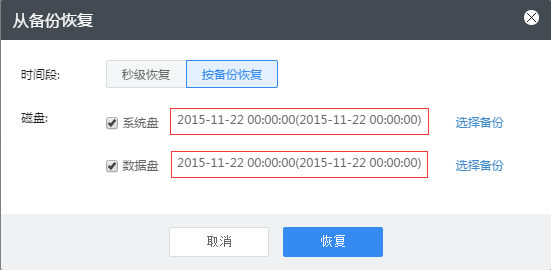 从备份恢复
时间段: 秒级恢复 按备份恢复
磁盘: 系统盘 2015-11-22 00:00:00(2015-11-22 00:00:00) 选择备份
数据盘 2015-11-22 00:00:00(2015-11-22 00:00:00) 选择备份
取消 恢复